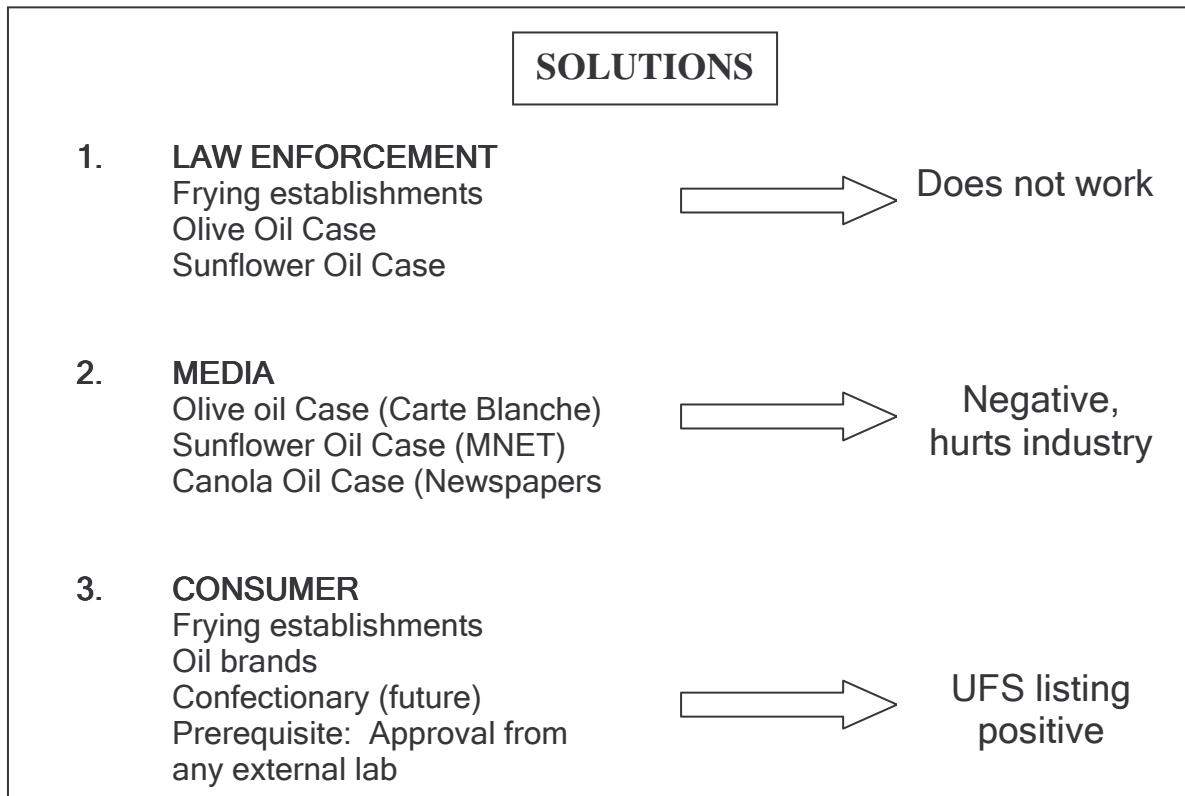 SOLUTIONS
1. LAW ENFORCEMENT
Frying establishments
Olive Oil Case
Sunflower Oil Case
Does not work
2. MEDIA
Olive oil Case (Carte Blanche)
Sunflower Oil Case (MNET)
Canola Oil Case (Newspapers
Negative,
hurts industry
3. CONSUMER
Frying establishments
Oil brands
Confectionary (future)
Prerequisite: Approval from
any external lab
UFS listing
positive